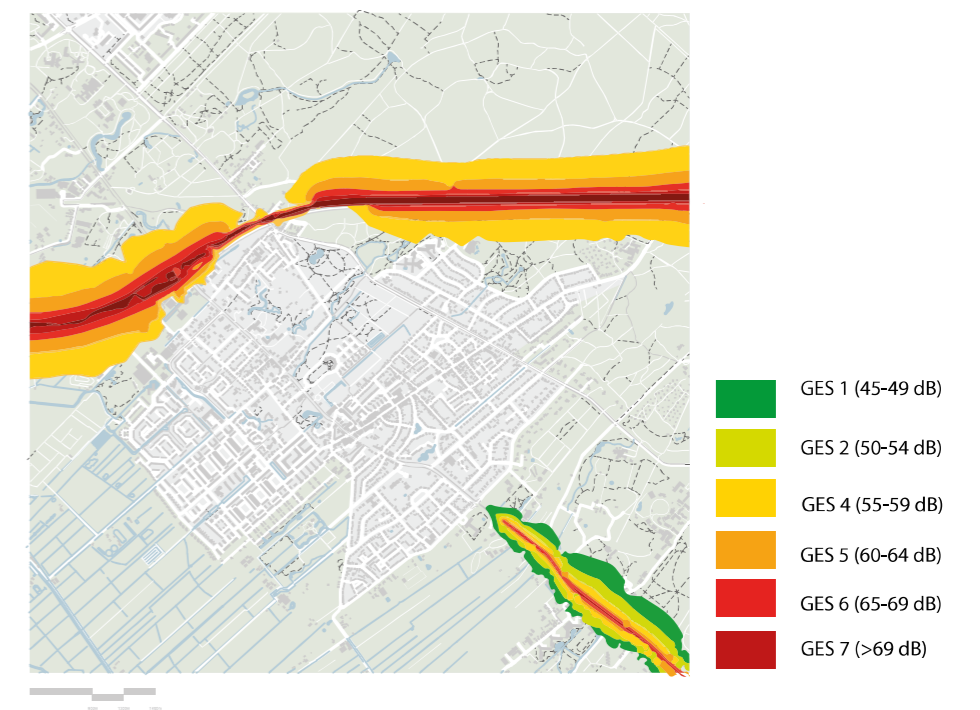 GES 1 (45-49 dB)
GES 2 (50-54 dB)
GES 4 (55-59 dB)
GES 5 (60-64 dB)
GES 6 (65-69 dB)
GES 7 (>69 dB)